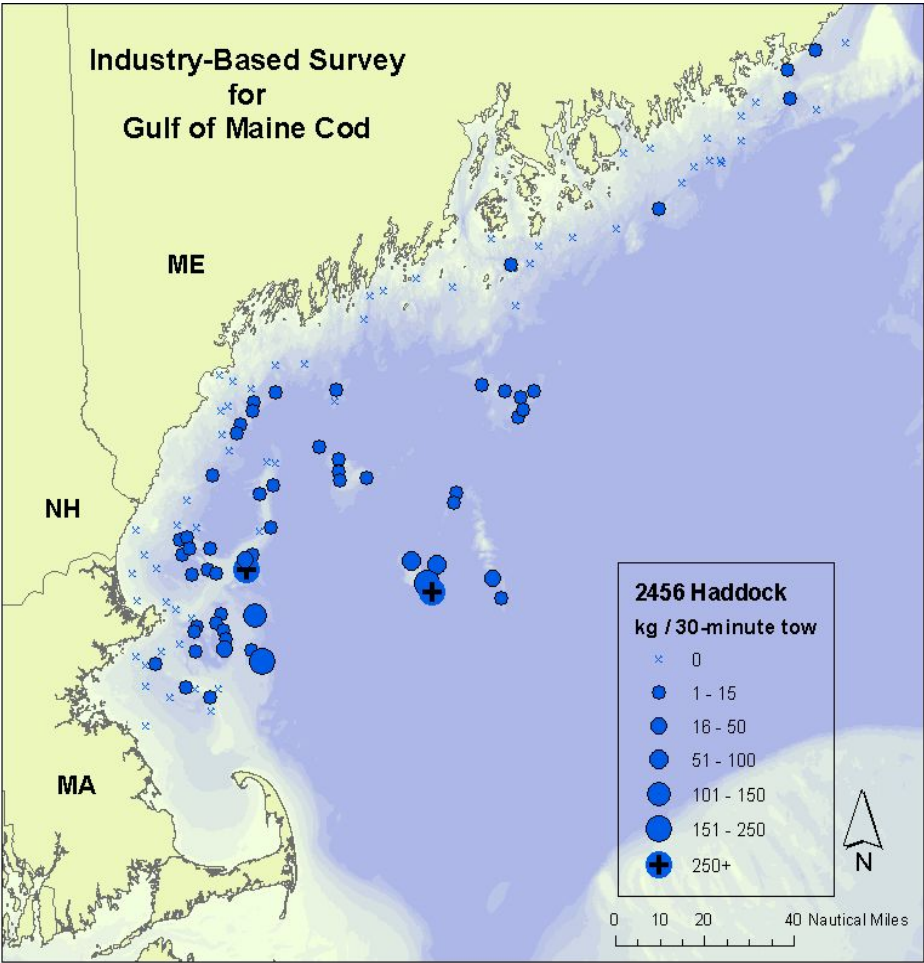 Industry-Based Survey
for
Gulf of Maine Cod
ME
NH
MA
2456 Haddock
kg / 30-minute tow
0
1 - 15
16 - 50
51 - 100
101 - 150
151 - 250
250+
N
0 10 20 40 Nautical Miles